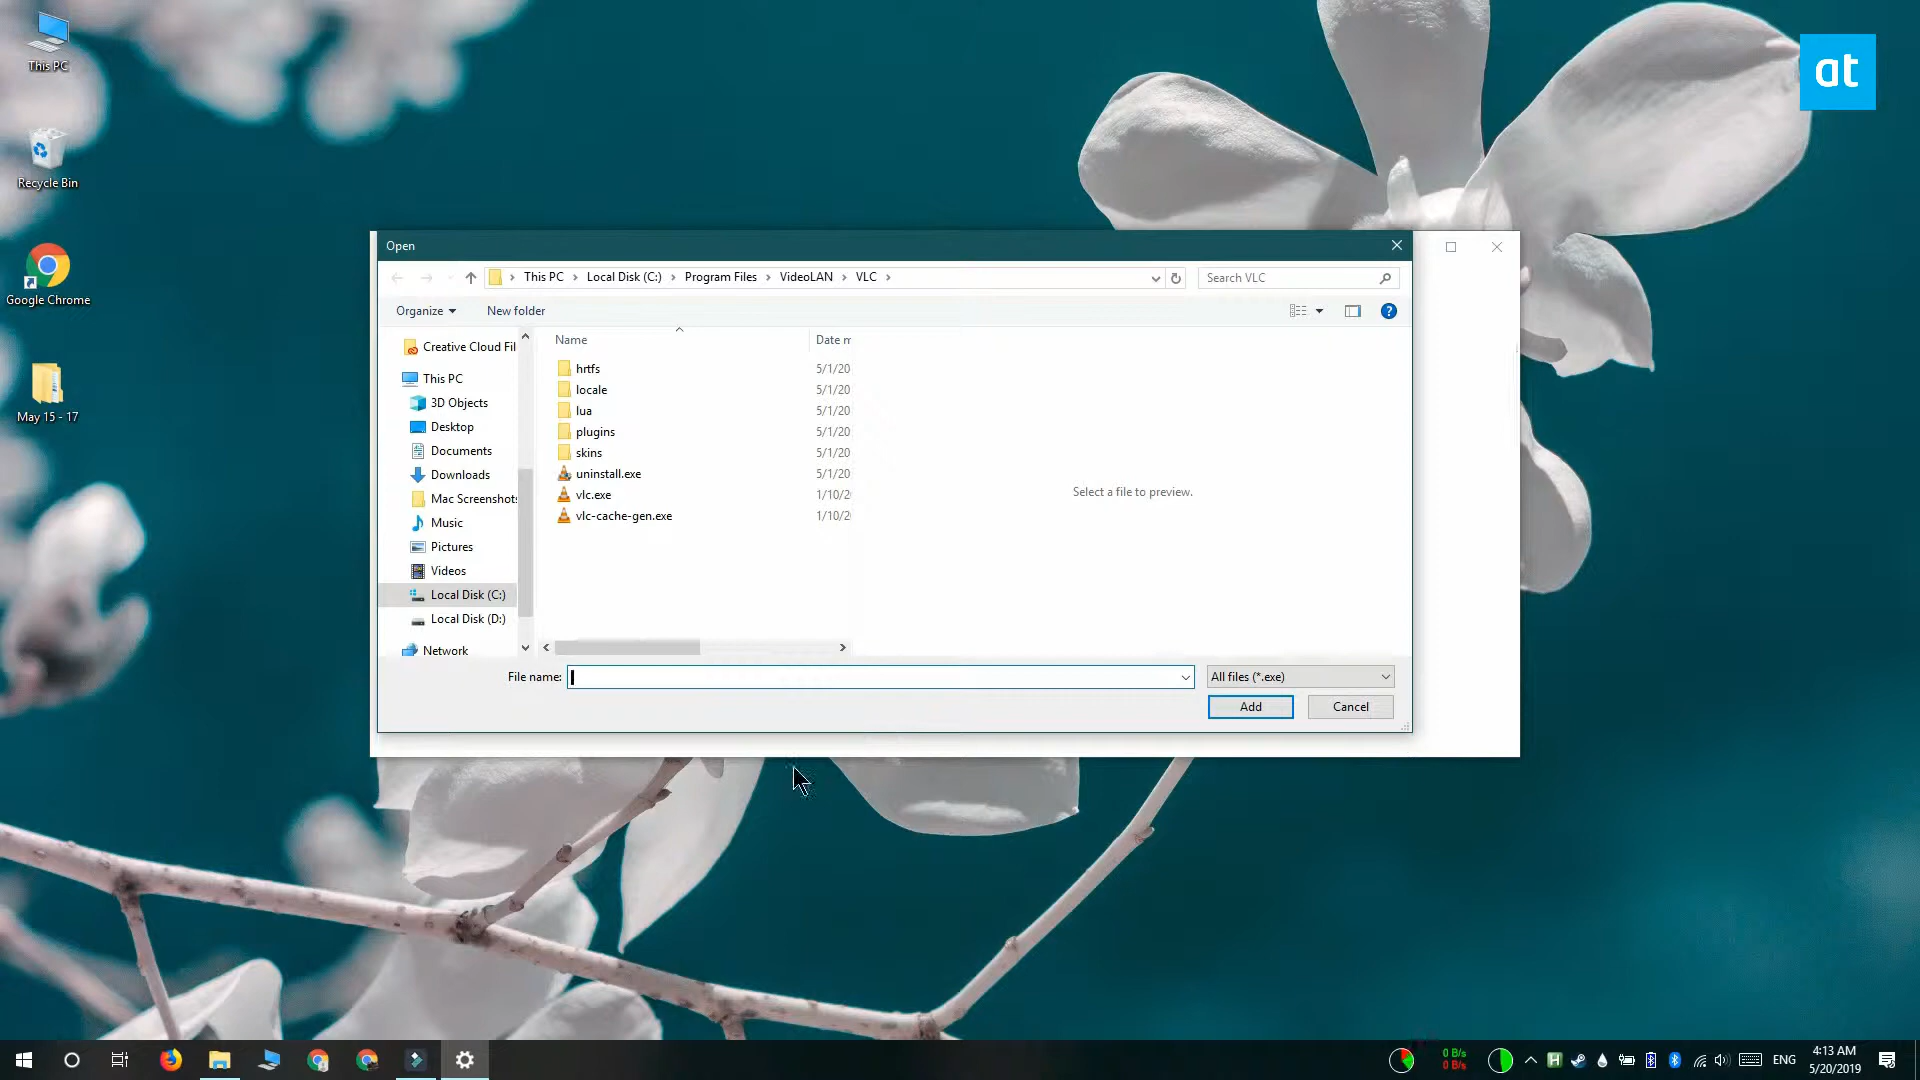 This PC
at
Recycle Bin
Google Chrome
May 15 - 17
Open
This PC > Local Disk (C:) > Program Files > VideoLAN > VLC >
Search VLC
Organize
New folder
Creative Cloud Fil
This PC
3D Objects
Desktop
Documents
Downloads
Mac Screenshots
Music
Pictures
Videos
Local Disk (C:)
Local Disk (D:)
Network
Name Date m
hrtfs 5/1/20
locale 5/1/20
lua 5/1/20
plugins 5/1/20
skins 5/1/20
uninstall.exe 5/1/20
vlc.exe 1/10/2
vlc-cache-gen.exe 1/10/2
Select a file to preview.
File name:
All files (*.exe)
Add
Cancel
0 B/s
0 B/s
H
ENG
4:13 AM
5/20/2019